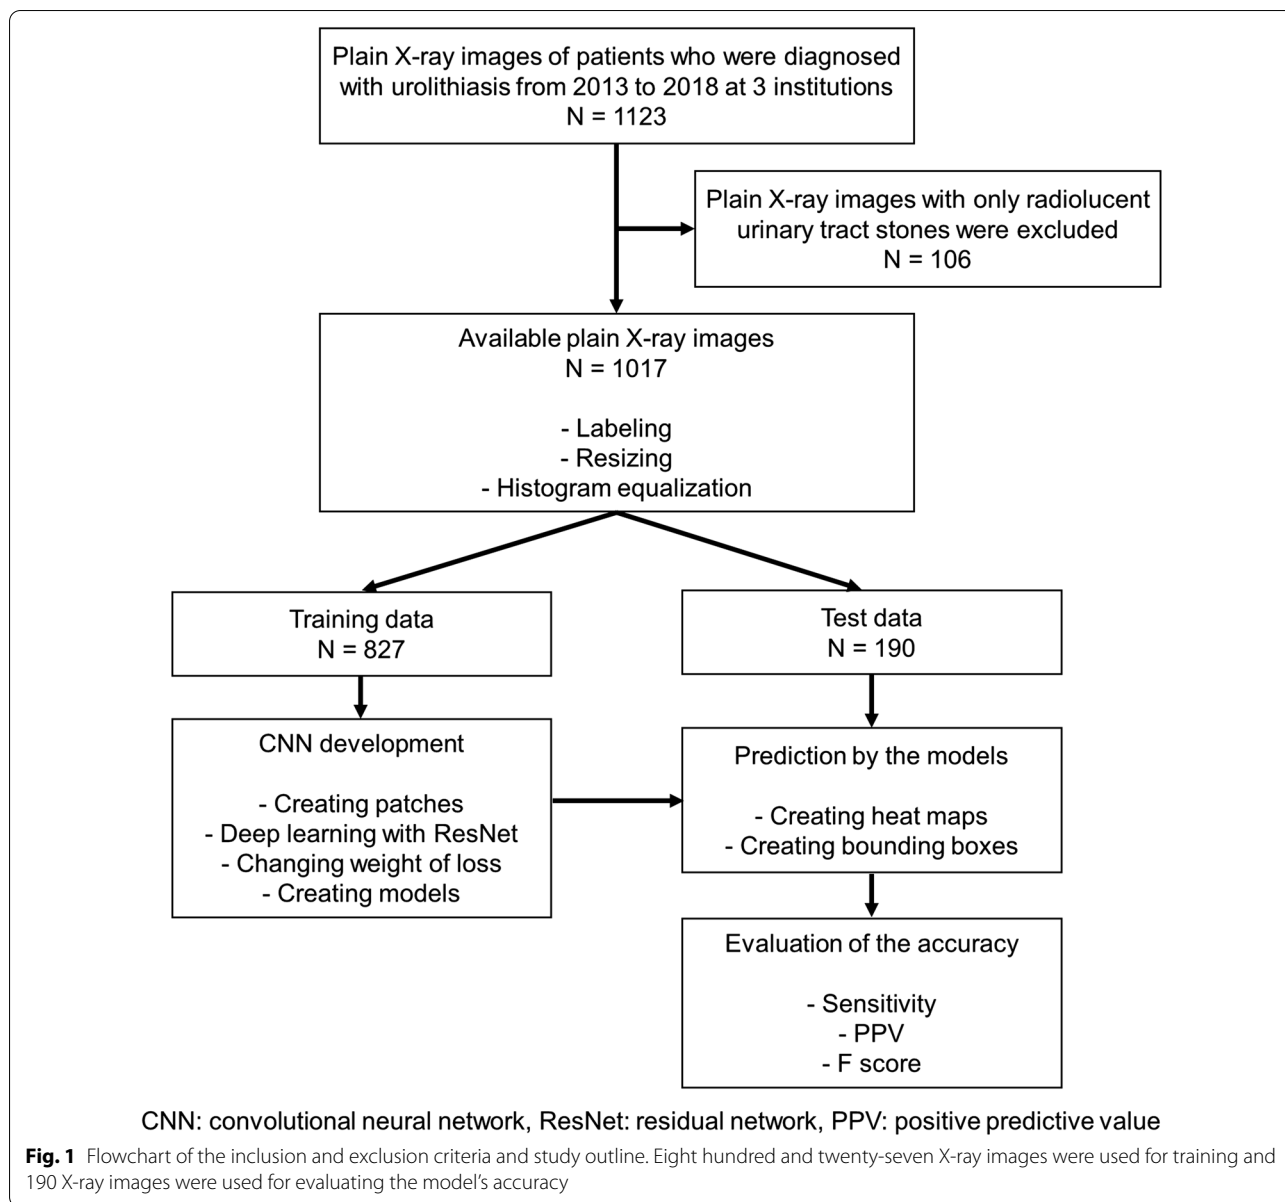 Plain X-ray images of patients who were diagnosed
with urolithiasis from 2013 to 2018 at 3 institutions
N = 1123
Plain X-ray images with only radiolucent
urinary tract stones were excluded
N = 106
Available plain X-ray images
N = 1017
- Labeling
- Resizing
- Histogram equalization
Training data
N = 827
Test data
N = 190
CNN development
- Creating patches
- Deep learning with ResNet
- Changing weight of loss
- Creating models
Prediction by the models
- Creating heat maps
- Creating bounding boxes
Evaluation of the accuracy
- Sensitivity
- PPV
- F score
CNN: convolutional neural network, ResNet: residual network, PPV: positive predictive value
Fig. 1 Flowchart of the inclusion and exclusion criteria and study outline. Eight hundred and twenty-seven X-ray images were used for training and
190 X-ray images were used for evaluating the model's accuracy